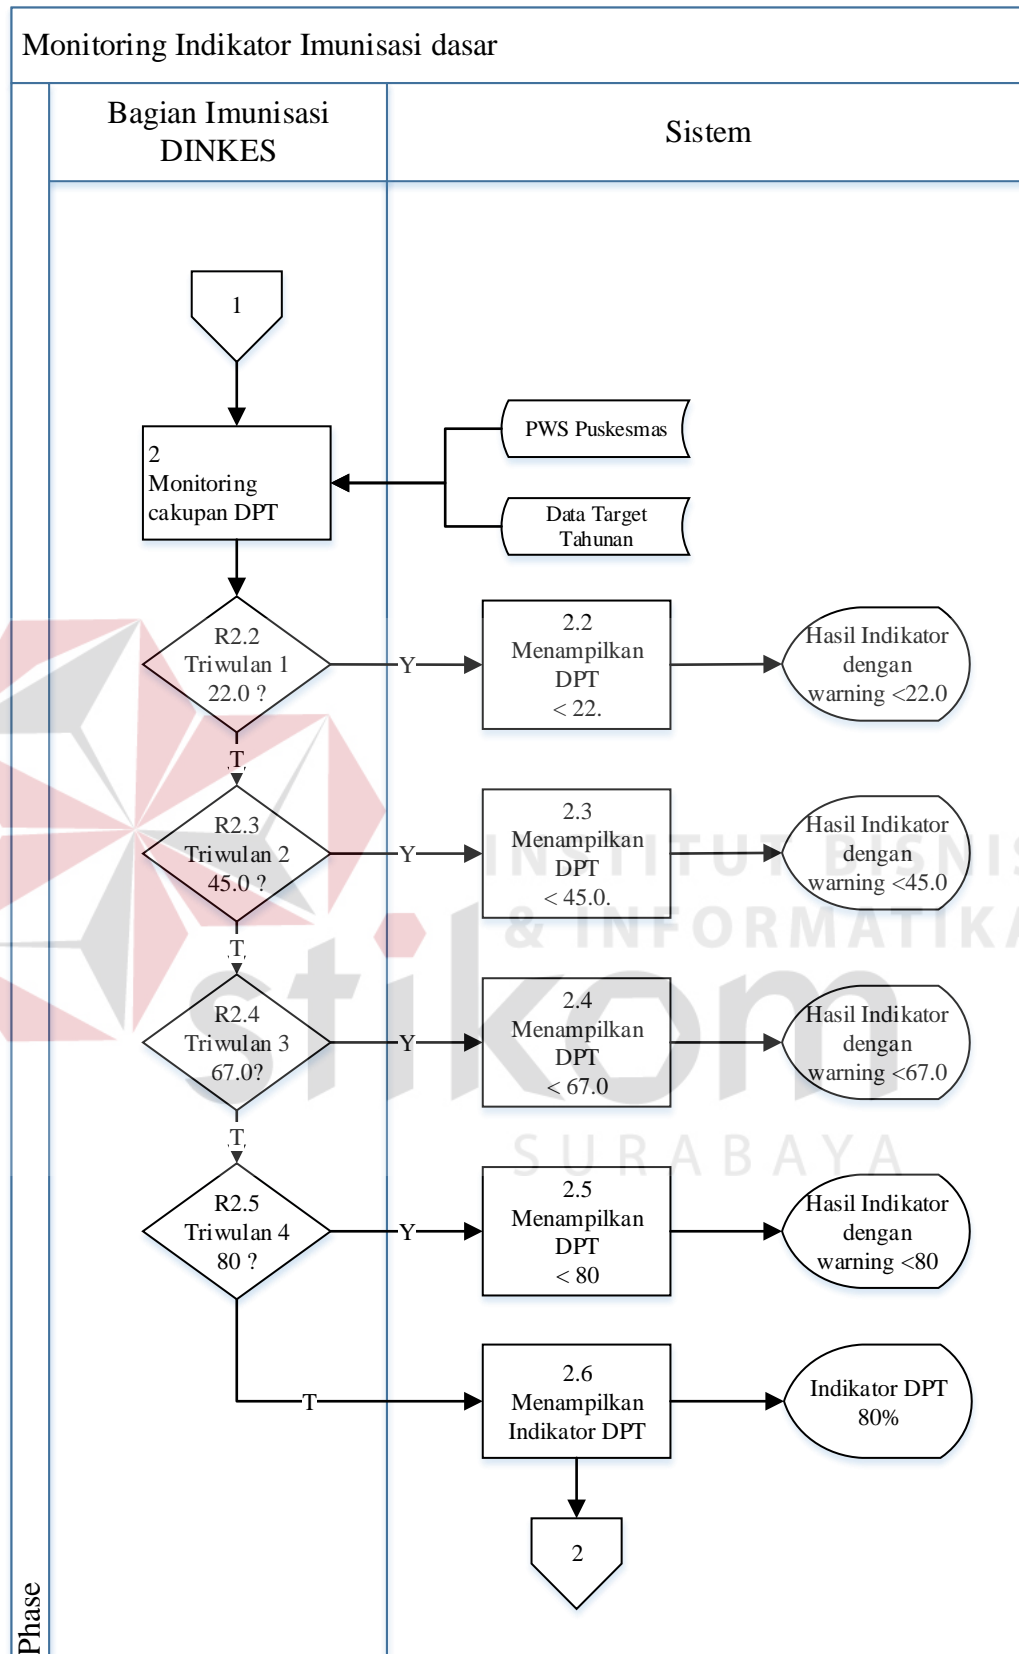 Monitoring Indikator Imunisasi dasar
Bagian Imunisasi
DINKES
Sistem
1
2
Monitoring
cakupan DPT
PWS Puskesmas
Data Target
Tahunan
R2.2
Triwulan 1
22.0 ?
Y
2.2
Menampilkan
DPT
< 22.
Hasil Indikator
dengan
warning <22.0
T
R2.3
Triwulan 2
45.0 ?
Y
2.3
Menampilkan
DPT
< 45.0.
Hasil Indikator
dengan
warning <45.0
T
R2.4
Triwulan 3
67.0?
Y
2.4
Menampilkan
DPT
< 67.0
Hasil Indikator
dengan
warning <67.0
T
R2.5
Triwulan 4
80 ?
Y
2.5
Menampilkan
DPT
< 80
Hasil Indikator
dengan
warning <80
T
2.6
Menampilkan
Indikator DPT
Indikator DPT
80%
2
Phase
INSTITUT BISNIS
& INFORMATIKA
stikom
SURABAYA